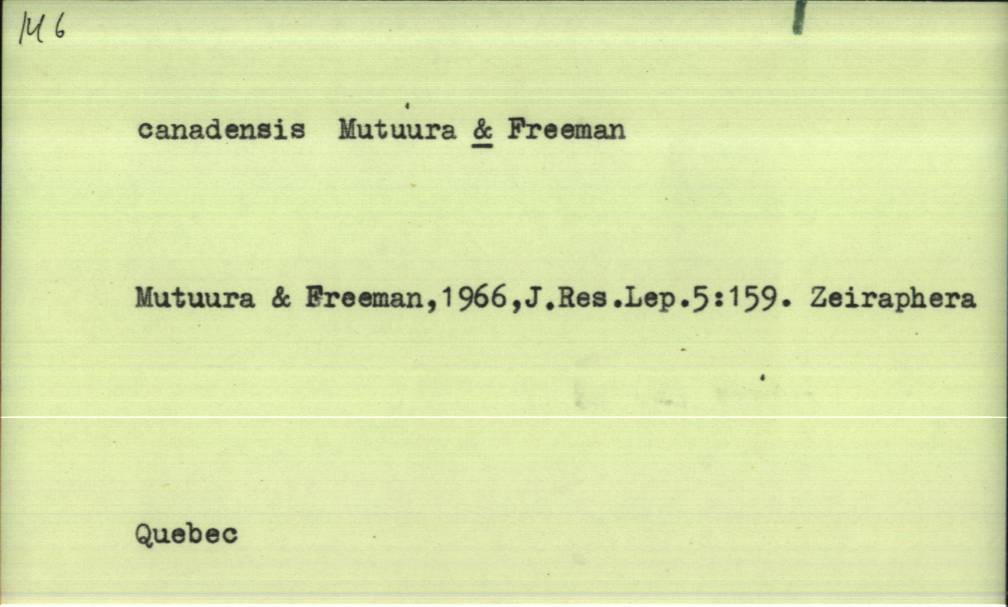 M6
canadensis Mutuura & Freeman
Mutuura & Freeman,1966,J.Res.Lep.5:159. Zeiraphera
Quebec